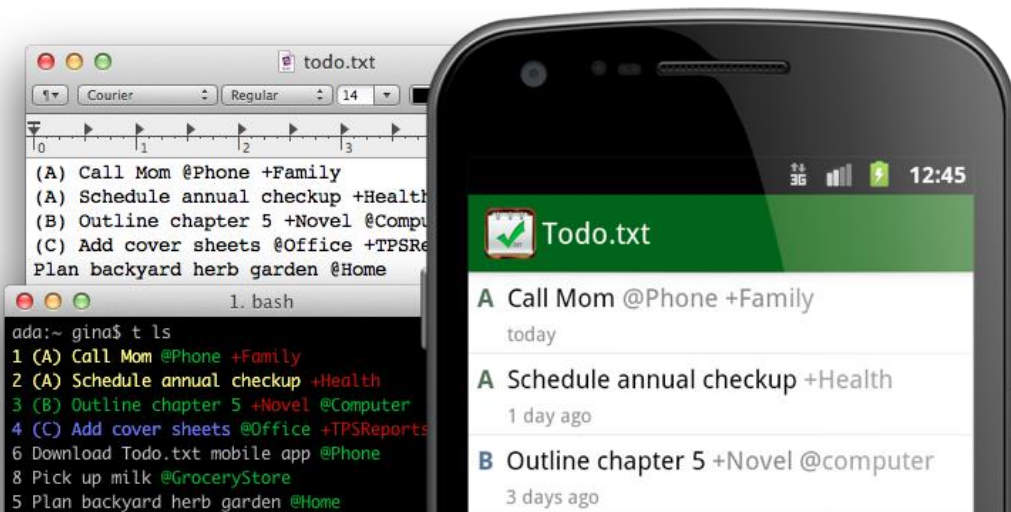 todo.txt
Courier
Regular
14
0 1 2 3
(A) Call Mom @Phone +Family
(A) Schedule annual checkup +Health
(B) Outline chapter 5 +Novel @Compu
(C) Add cover sheets @Office +TPSRe
Plan backyard herb garden @Home
1. bash
ada:~ gina$ t ls
1 (A) Call Mom @Phone +Family
2 (A) Schedule annual checkup +Health
3 (B) Outline chapter 5 +Novel @Computer
4 (C) Add cover sheets @Office +TPSReports
6 Download Todo.txt mobile app @Phone
8 Pick up milk @GroceryStore
5 Plan backyard herb garden @Home
3G 12:45
Todo.txt
A Call Mom @Phone +Family
today
A Schedule annual checkup +Health
1 day ago
B Outline chapter 5 +Novel @computer
3 days ago